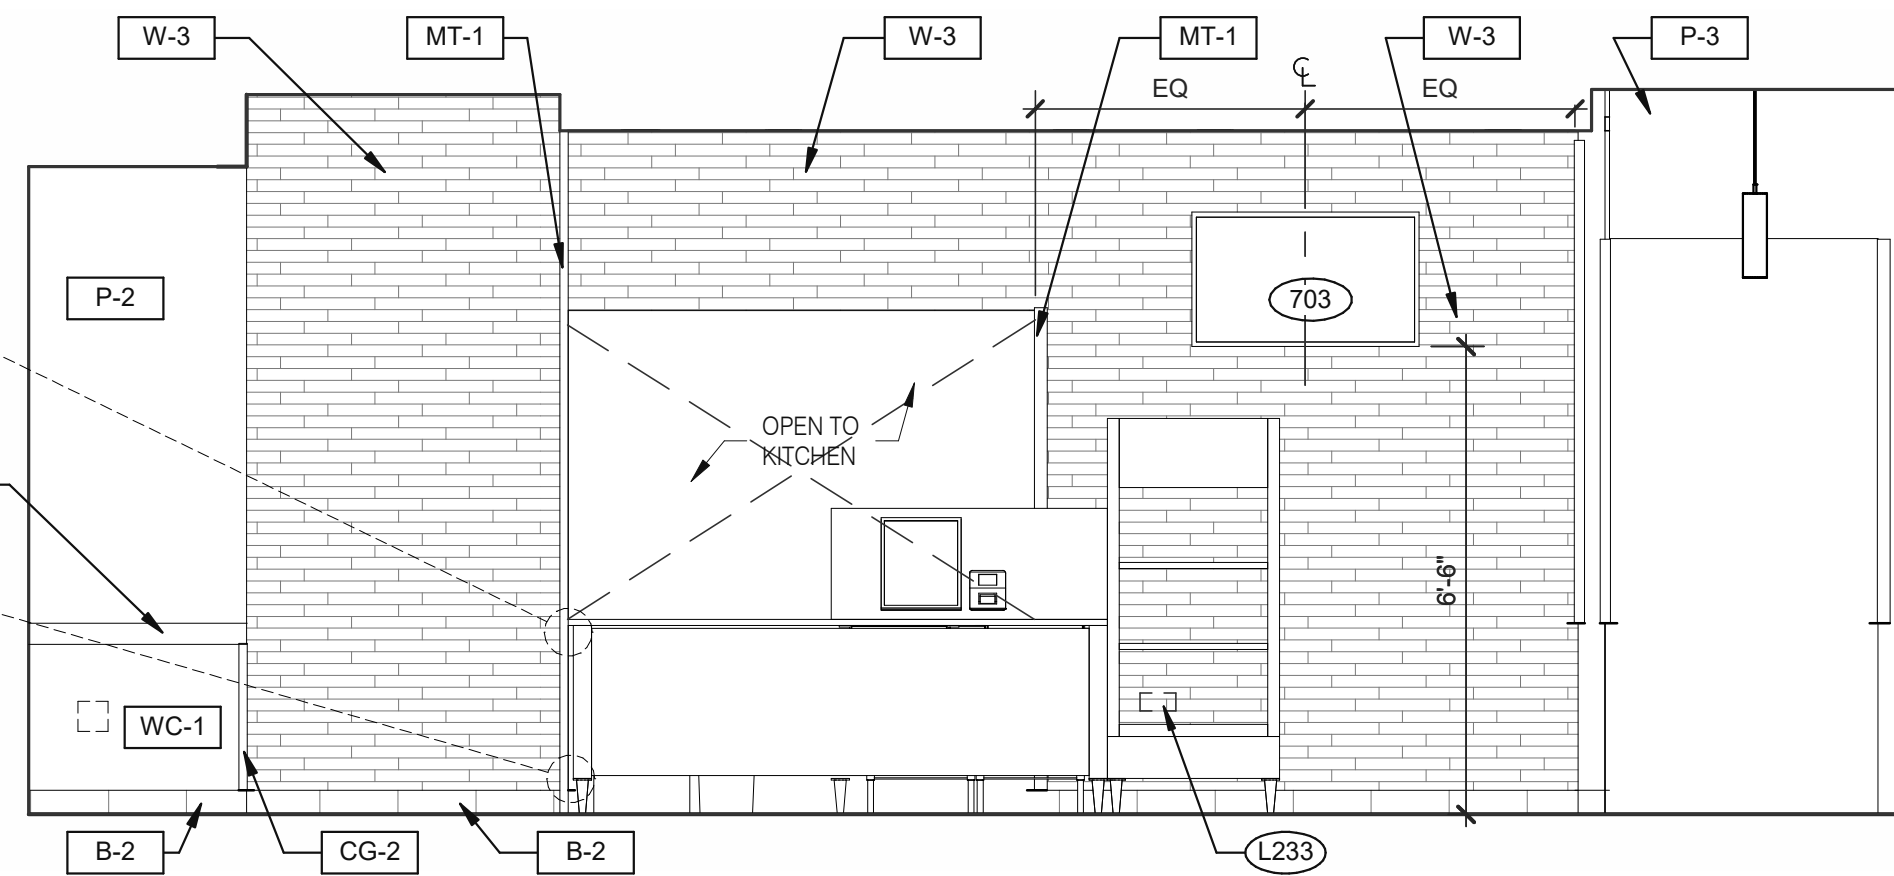 W-3
MT-1
W-3
MT-1
W-3
P-3
EQ
℄
EQ
P-2
703
OPEN TO
KITCHEN
6'-6"
WC-1
B-2
CG-2
B-2
L233